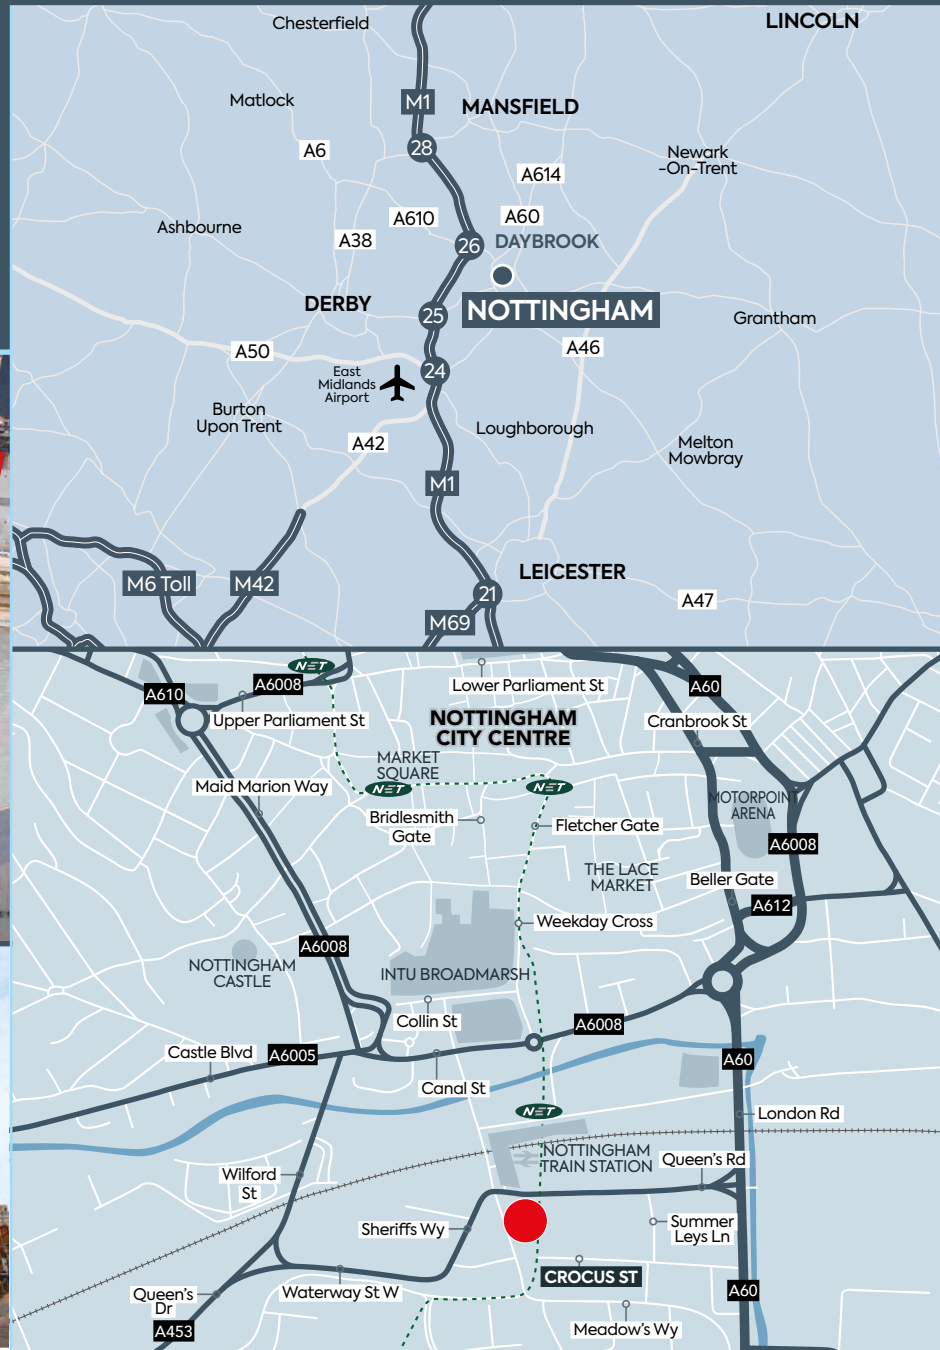 Chesterfield
LINCOLN
Matlock
M1
MANSFIELD
A6
28
Newark
-On-Trent
A614
A610
A60
Ashbourne
A38
26
DAYBROOK
DERBY
25
NOTTINGHAM
Grantham
A50
A46
East
Midlands
Airport
24
Burton
Upon Trent
A42
Loughborough
Melton
Mowbray
M1
M6 Toll
M42
LEICESTER
21
A47
M69
NET
A610
A6008
Lower Parliament St
A60
Upper Parliament St
NOTTINGHAM
CITY CENTRE
Cranbrook St
MARKET
SQUARE
Maid Marion Way
NET
NET
MOTORPOINT
ARENA
Bridlesmith
Gate
Fletcher Gate
A6008
THE LACE
MARKET
Beller Gate
A612
Weekday Cross
A6008
NOTTINGHAM
CASTLE
INTU BROADMARSH
Collin St
A6008
Castle Blvd
A6005
A60
Canal St
NET
London Rd
NOTTINGHAM
TRAIN STATION
Queen's Rd
Wilford
St
Sheriffs Wy
Summer
Leys Ln
CROCUS ST
Queen's
Dr
Waterway St W
A60
A453
Meadow's Wy